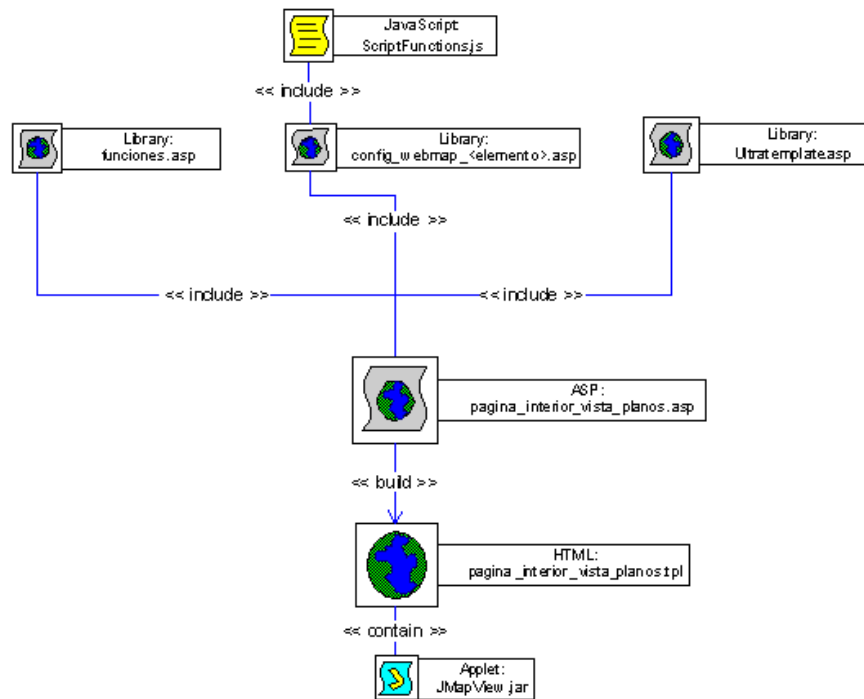 JavaScript:
ScriptFunctions.js
<< include >>
Library:
funciones.asp
Library:
config_webmap_<elemento>.asp
Library:
Ultratemplate.asp
<< include >>
<< include >>
<< include >>
ASP:
pagina_interior_vista_planos.asp
<< build >>
HTML:
pagina_interior_vista_planos.tpl
<< contain >>
Applet:
JMapView.jar